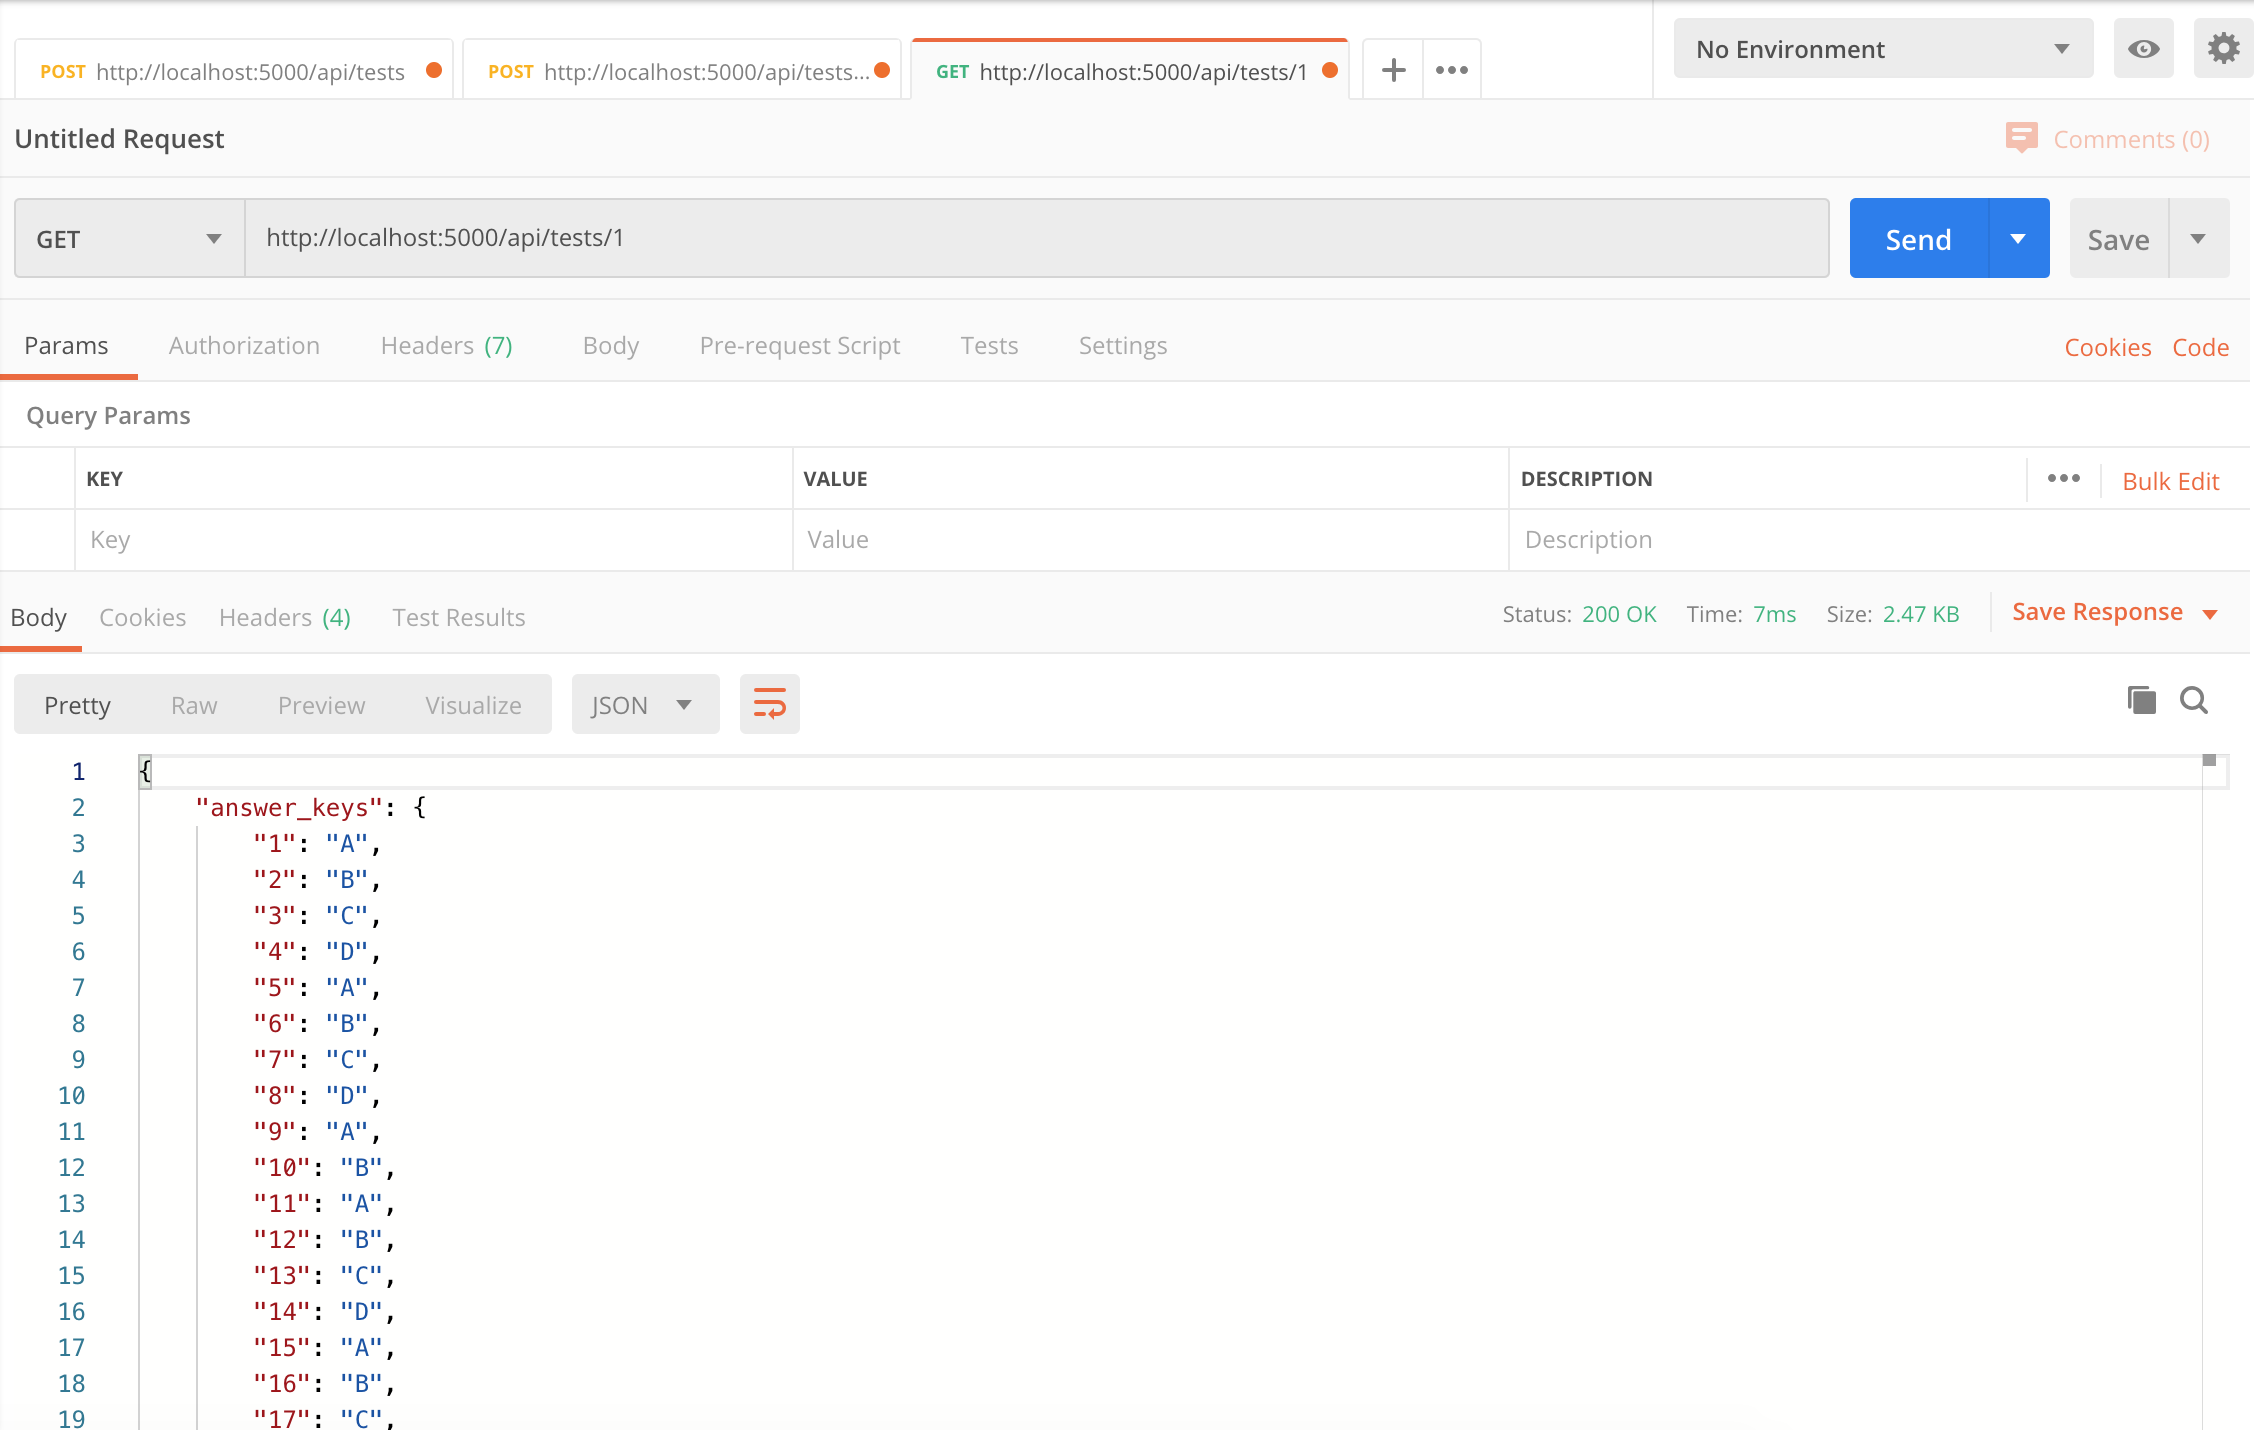 POST http://localhost:5000/api/tests POST http://localhost:5000/api/tests... GET http://localhost:5000/api/tests/1 No Environment
Untitled Request Comments (0)
GET http://localhost:5000/api/tests/1 Send Save
Params Authorization Headers (7) Body Pre-request Script Tests Settings Cookies Code
Query Params
KEY VALUE DESCRIPTION Bulk Edit
Key Value Description
Body Cookies Headers (4) Test Results Status: 200 OK Time: 7ms Size: 2.47 KB Save Response
Pretty Raw Preview Visualize JSON
1 {
2 "answer_keys": {
3 "1": "A",
4 "2": "B",
5 "3": "C",
6 "4": "D",
7 "5": "A",
8 "6": "B",
9 "7": "C",
10 "8": "D",
11 "9": "A",
12 "10": "B",
13 "11": "A",
14 "12": "B",
15 "13": "C",
16 "14": "D",
17 "15": "A",
18 "16": "B",
19 "17": "C",